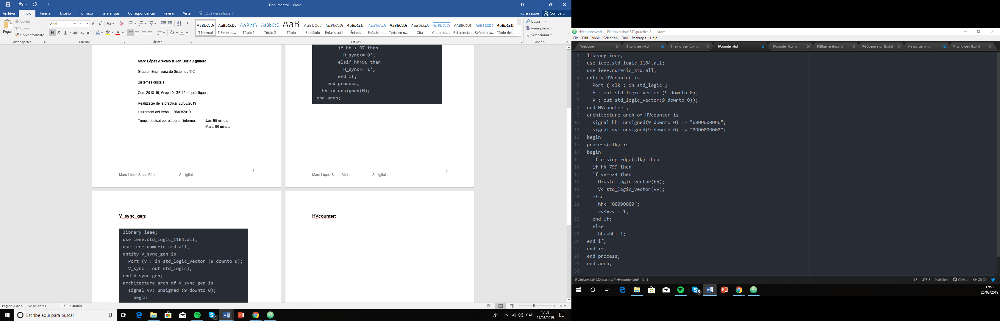 Documento2 - Word
Archivo Inicio Insertar Diseño Formato Referencias Correspondencia Revisar Vista ¿Qué desea hacer? Iniciar sesión Compartir
Pegar
Cortar
Copiar
Copiar formato
Portapapeles
Arial 14
N K S abc x₂ x²
Fuente
Párrafo
AaBbCcDc AaBbCcDc AaBbC( AaBbCcE AaB AaBbCcD AaBbCcDc AaBbCcDc AaBbCcDc AaBbCcDc AaBbCcDc AaBbCcDc AABBCCDE AABBCCDE AaBbCcDc
¶ Normal ¶ Sin espa... Título 1 Título 2 Título Subtítulo Énfasis sutil Énfasis Énfasis int... Texto en n... Cita Cita desta... Referencia... Referencia... Título del...
Estilos
Buscar
Reemplazar
Seleccionar
Edición
Marc López Arévalo & Jan Bòria Aguilera
Grau en Enginyeria de Sistemes TIC
Sistemes digitals
Curs 2018-19, Grup 10, GP 12 de pràctiques
Realització de la pràctica: 20/03/2019
Lliurament del treball: 26/03/2019
Temps dedicat per elaborar l'informe: Jan: 90 minuts
Marc: 90 minuts
1
Marc López & Jan Bòria S. digitals
if hh < 97 then
H_sync<='0';
elsif hh>96 then
H_sync<='1';
end if;
end process;
hh <= unsigned(H);
end arch;
2
Marc López & Jan Bòria S. digitals
V_sync_gen:
library ieee;
use ieee.std_logic_1164.all;
use ieee.numeric_std.all;
entity V_sync_gen is
Port (V : in std_logic_vector (9 downto 0);
V_sync : out std_logic);
end V_sync_gen;
architecture arch of V_sync_gen is
signal vv: unsigned (9 downto 0);
begin
HVcounter:
Página 4 de 4 52 palabras Catalán 80 %
Escribe aquí para buscar
5
CAT
17:58
25/03/2019
HVcounter.vhd — E:\Universitat\S.D\practica 2 — Atom
File Edit View Selection Find Packages Help
Welcome H_sync_gen.vhd H_sync_gen_tb.vhd HVcounter.vhd HVcounter_tb.vhd RGBgenerator.vhd RGBgenerator_tb.vhd V_sync_gen.vhd V_sync_gen_tb.vhd
1 library ieee;
2 use ieee.std_logic_1164.all;
3 use ieee.numeric_std.all;
4 entity HVcounter is
5 Port ( clk : in std_logic ;
6 H : out std_logic_vector (9 downto 0);
7 V : out std_logic_vector(9 downto 0));
8 end HVcounter ;
9 architecture arch of HVcounter is
10 signal hh: unsigned(9 downto 0) := "0000000000";
11 signal vv: unsigned(9 downto 0) := "0000000000";
12 begin
13 process(clk) is
14 begin
15 if rising_edge(clk) then
16 if hh=799 then
17 if vv=524 then
18 H<=std_logic_vector(hh);
19 V<=std_logic_vector(vv);
20 else
21 hh<="00000000";
22 vv<=vv + 1;
23 end if;
24 else
25 hh<=hh+ 1;
26 end if;
27 end if;
28 end process;
29 end arch;
30
E:\Universitat\S.D\practica 2\HVcounter.vhd* 31:1 LF UTF-8 Plain Text GitHub Git (0)
5
17:58
25/03/2019